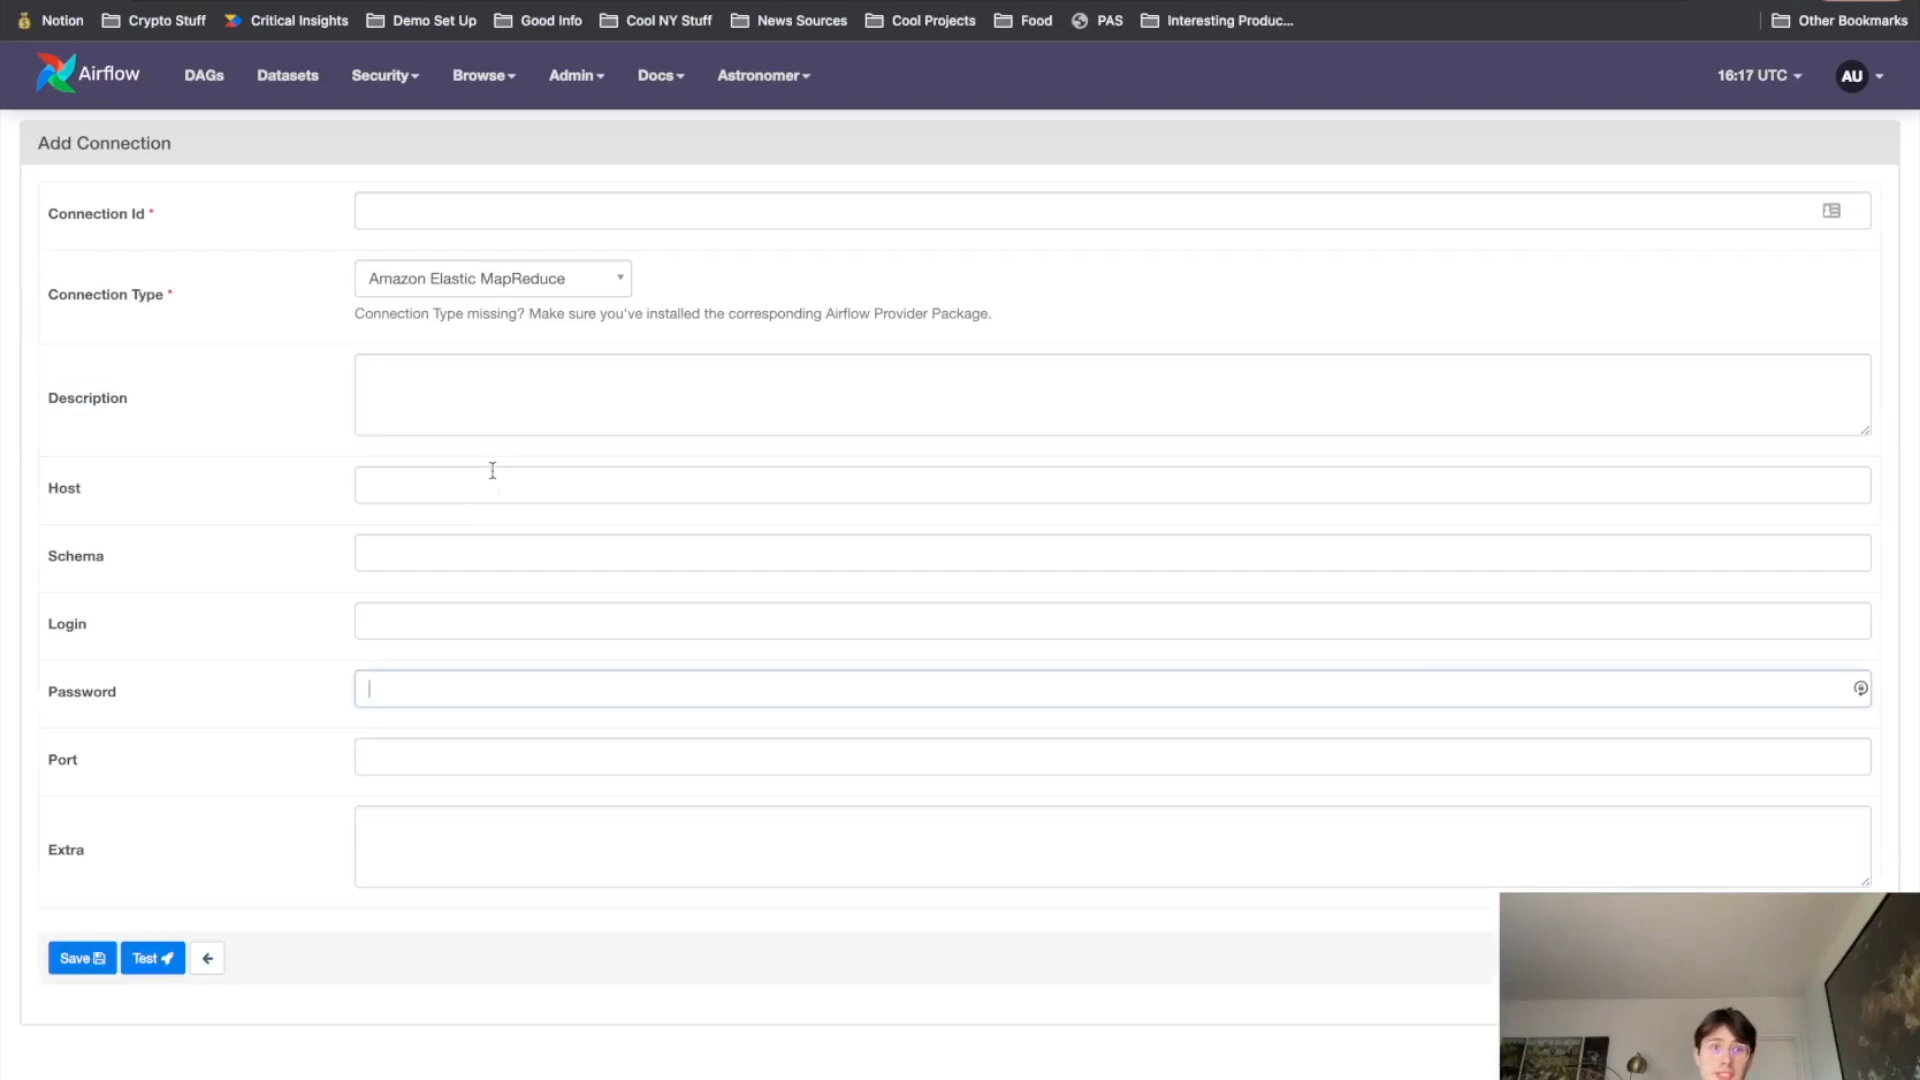 Notion Crypto Stuff Critical Insights Demo Set Up Good Info Cool NY Stuff News Sources Cool Projects Food PAS Interesting Produc... Other Bookmarks
Airflow DAGs Datasets Security Browse Admin Docs Astronomer 16:17 UTC AU
Add Connection
Connection Id *
Connection Type * Amazon Elastic MapReduce
Connection Type missing? Make sure you've installed the corresponding Airflow Provider Package.
Description
Host
Schema
Login
Password
Port
Extra
Save Test